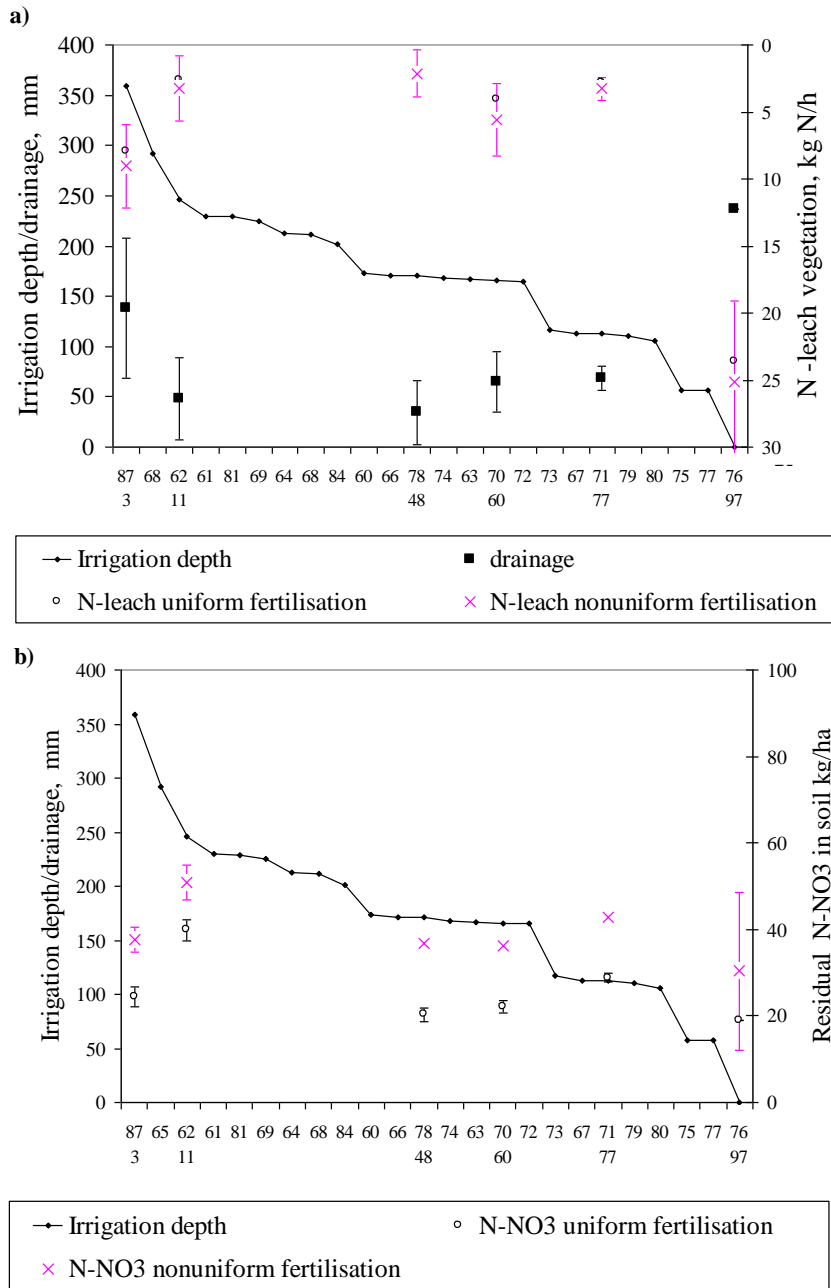 a)
400
350
300
250
200
150
100
50
0
Irrigation depth/drainage, mm
0
5
10
15
20
25
30
N -leach vegetation, kg N/h
87 68 62 61 81 69 64 68 84 60 66 78 74 63 70 72 73 67 71 79 80 75 77 76
3 11 48 60 77 97
Irrigation depth
drainage
N-leach uniform fertilisation
N-leach nonuniform fertilisation
b)
400
350
300
250
200
150
100
50
0
Irrigation depth/drainage, mm
100
80
60
40
20
0
Residual N-NO3 in soil kg/ha
87 65 62 61 81 69 64 68 84 60 66 78 74 63 70 72 73 67 71 79 80 75 77 76
3 11 48 60 77 97
Irrigation depth
N-NO3 uniform fertilisation
N-NO3 nonuniform fertilisation